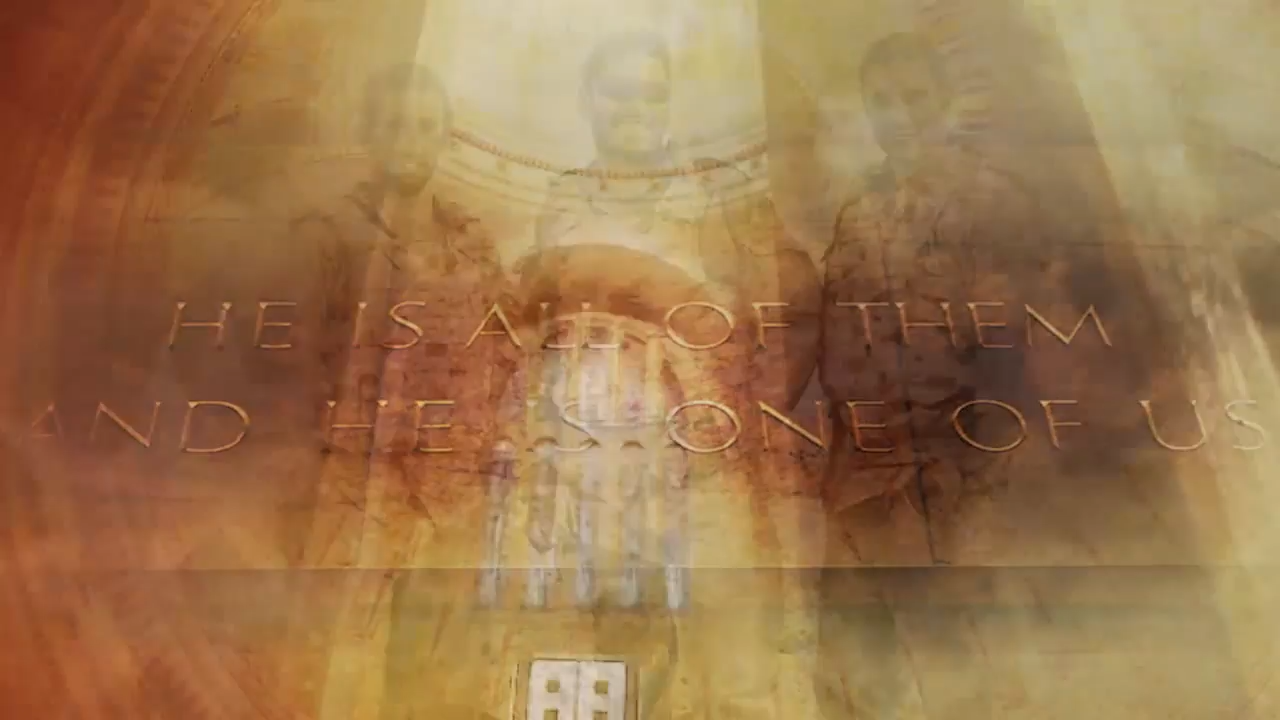 HE IS ALL OF THEM
AND HE IS ONE OF US